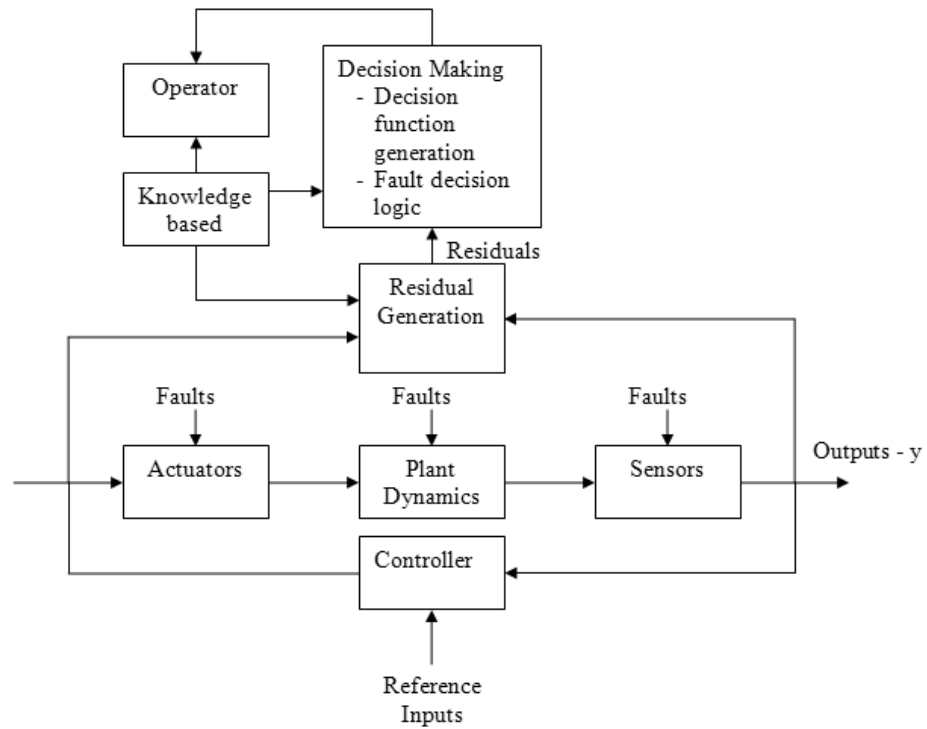 Operator
Decision Making
- Decision
function
generation
- Fault decision
logic
Knowledge
based
Residuals
Residual
Generation
Faults
Faults
Faults
Actuators
Plant
Dynamics
Sensors
Outputs - y
Controller
Reference
Inputs